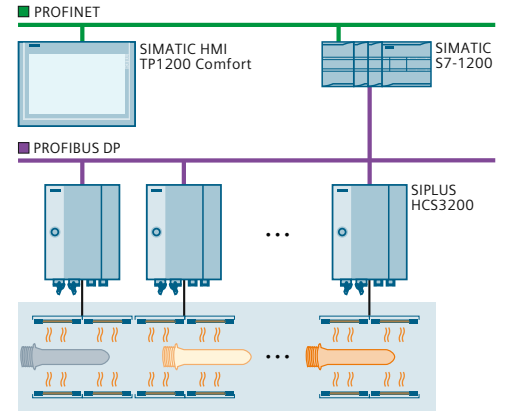 PROFINET
SIMATIC HMI
TP1200 Comfort
SIMATIC
S7-1200
PROFIBUS DP
SIPLUS
HCS3200
...
...